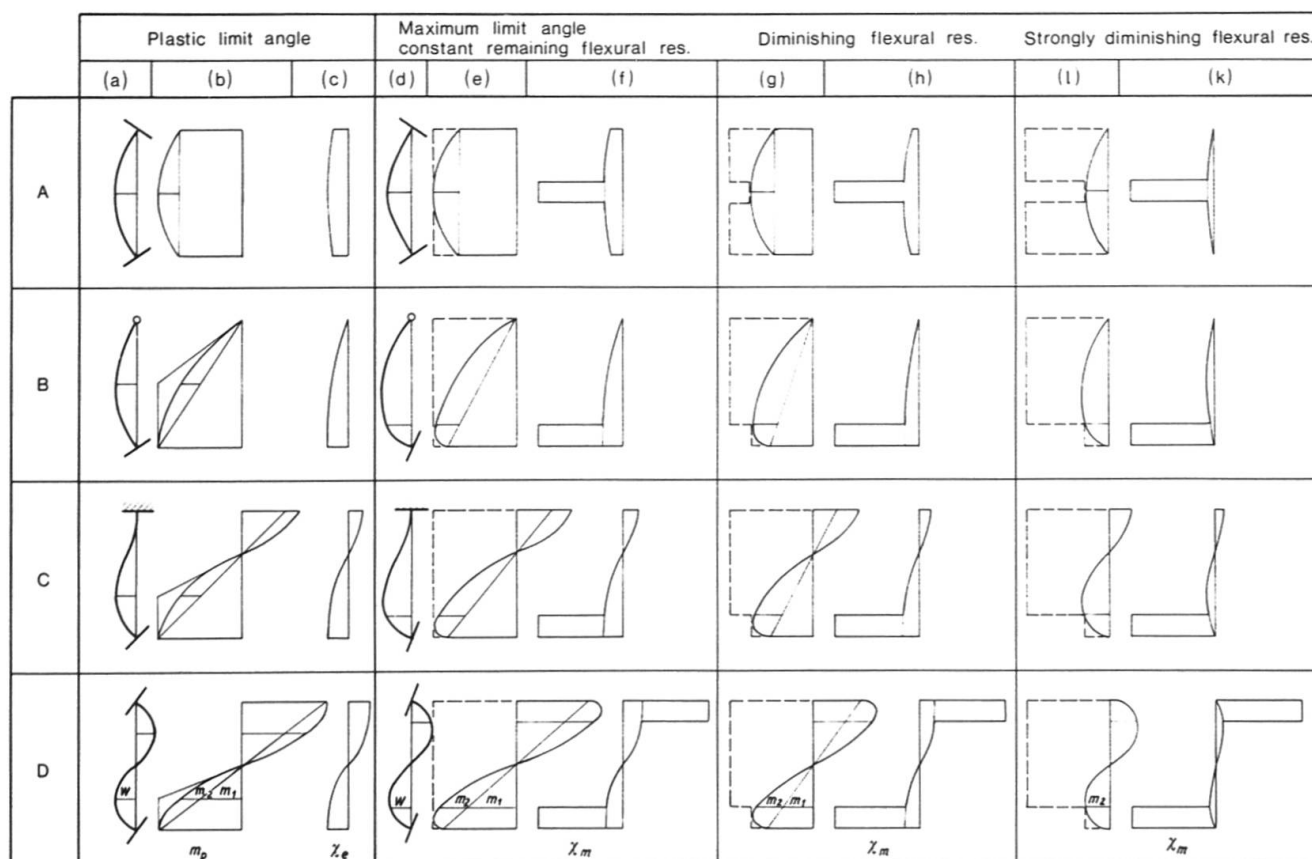 Plastic limit angle
Maximum limit angle
constant remaining flexural res.
Diminishing flexural res.
Strongly diminishing flexural res.
(a) (b) (c) (d) (e) (f) (g) (h) (l) (k)
A
B
C
D
w m₂ m₁ w m₂ m₁ m₂ m₁ m₂
mₚ χₑ χₘ χₘ χₘ